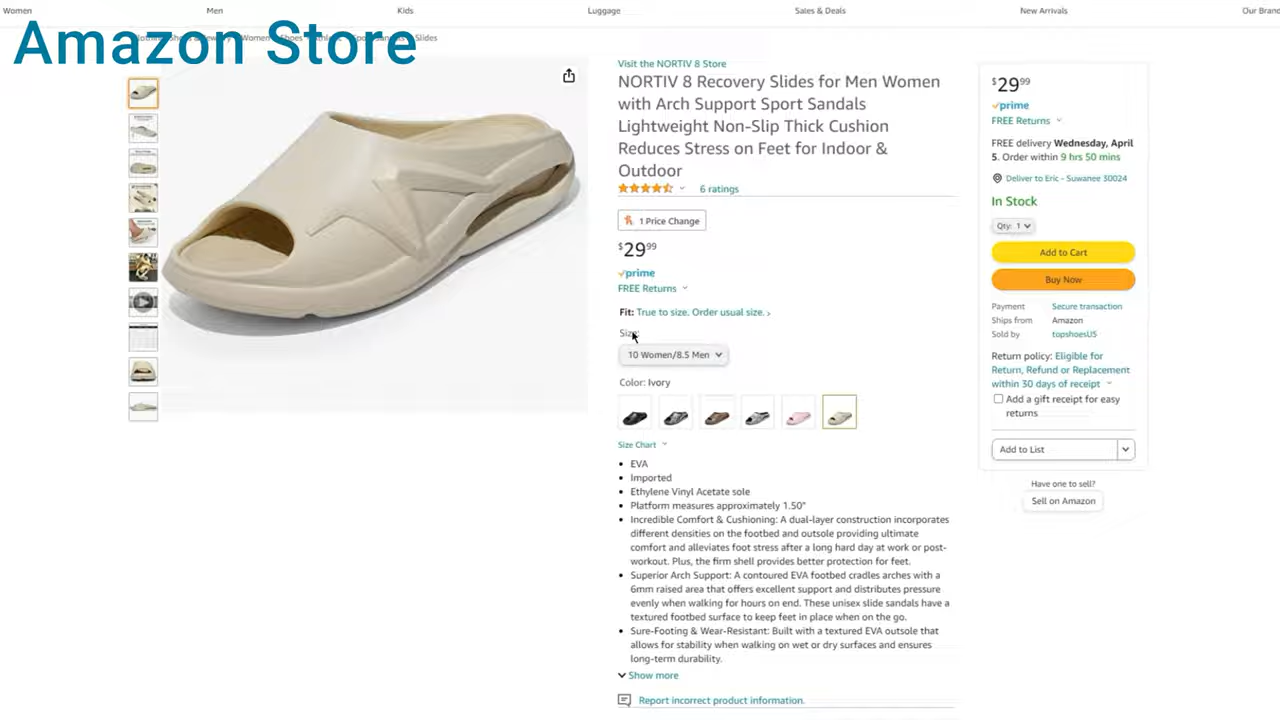 Women
Men
Kids
Luggage
Sales & Deals
New Arrivals
Our Brand
Amazon Store
Women
Shoes
Slides
Visit the NORTIV 8 Store
NORTIV 8 Recovery Slides for Men Women
with Arch Support Sport Sandals
Lightweight Non-Slip Thick Cushion
Reduces Stress on Feet for Indoor &
Outdoor
6 ratings
1 Price Change
$29.99
prime
FREE Returns
Fit: True to size. Order usual size. ›
Size:
10 Women/8.5 Men
Color: Ivory
Size Chart
• EVA
• Imported
• Ethylene Vinyl Acetate sole
• Platform measures approximately 1.50"
• Incredible Comfort & Cushioning: A dual-layer construction incorporates
different densities on the footbed and outsole providing ultimate
comfort and alleviates foot stress after a long hard day at work or post-
workout. Plus, the firm shell provides better protection for feet.
• Superior Arch Support: A contoured EVA footbed cradles arches with a
6mm raised area that offers excellent support and distributes pressure
evenly when walking for hours on end. These unisex slide sandals have a
textured footbed surface to keep feet in place when on the go.
• Sure-Footing & Wear-Resistant: Built with a textured EVA outsole that
allows for stability when walking on wet or dry surfaces and ensures
long-term durability.
Show more
Report incorrect product information.
$29.99
prime
FREE Returns
FREE delivery Wednesday, April
5. Order within 9 hrs 50 mins
Deliver to Eric - Suwanee 30024
In Stock
Qty: 1
Add to Cart
Buy Now
Payment Secure transaction
Ships from Amazon
Sold by topshoesUS
Return policy: Eligible for
Return, Refund or Replacement
within 30 days of receipt
Add a gift receipt for easy
returns
Add to List
Have one to sell?
Sell on Amazon